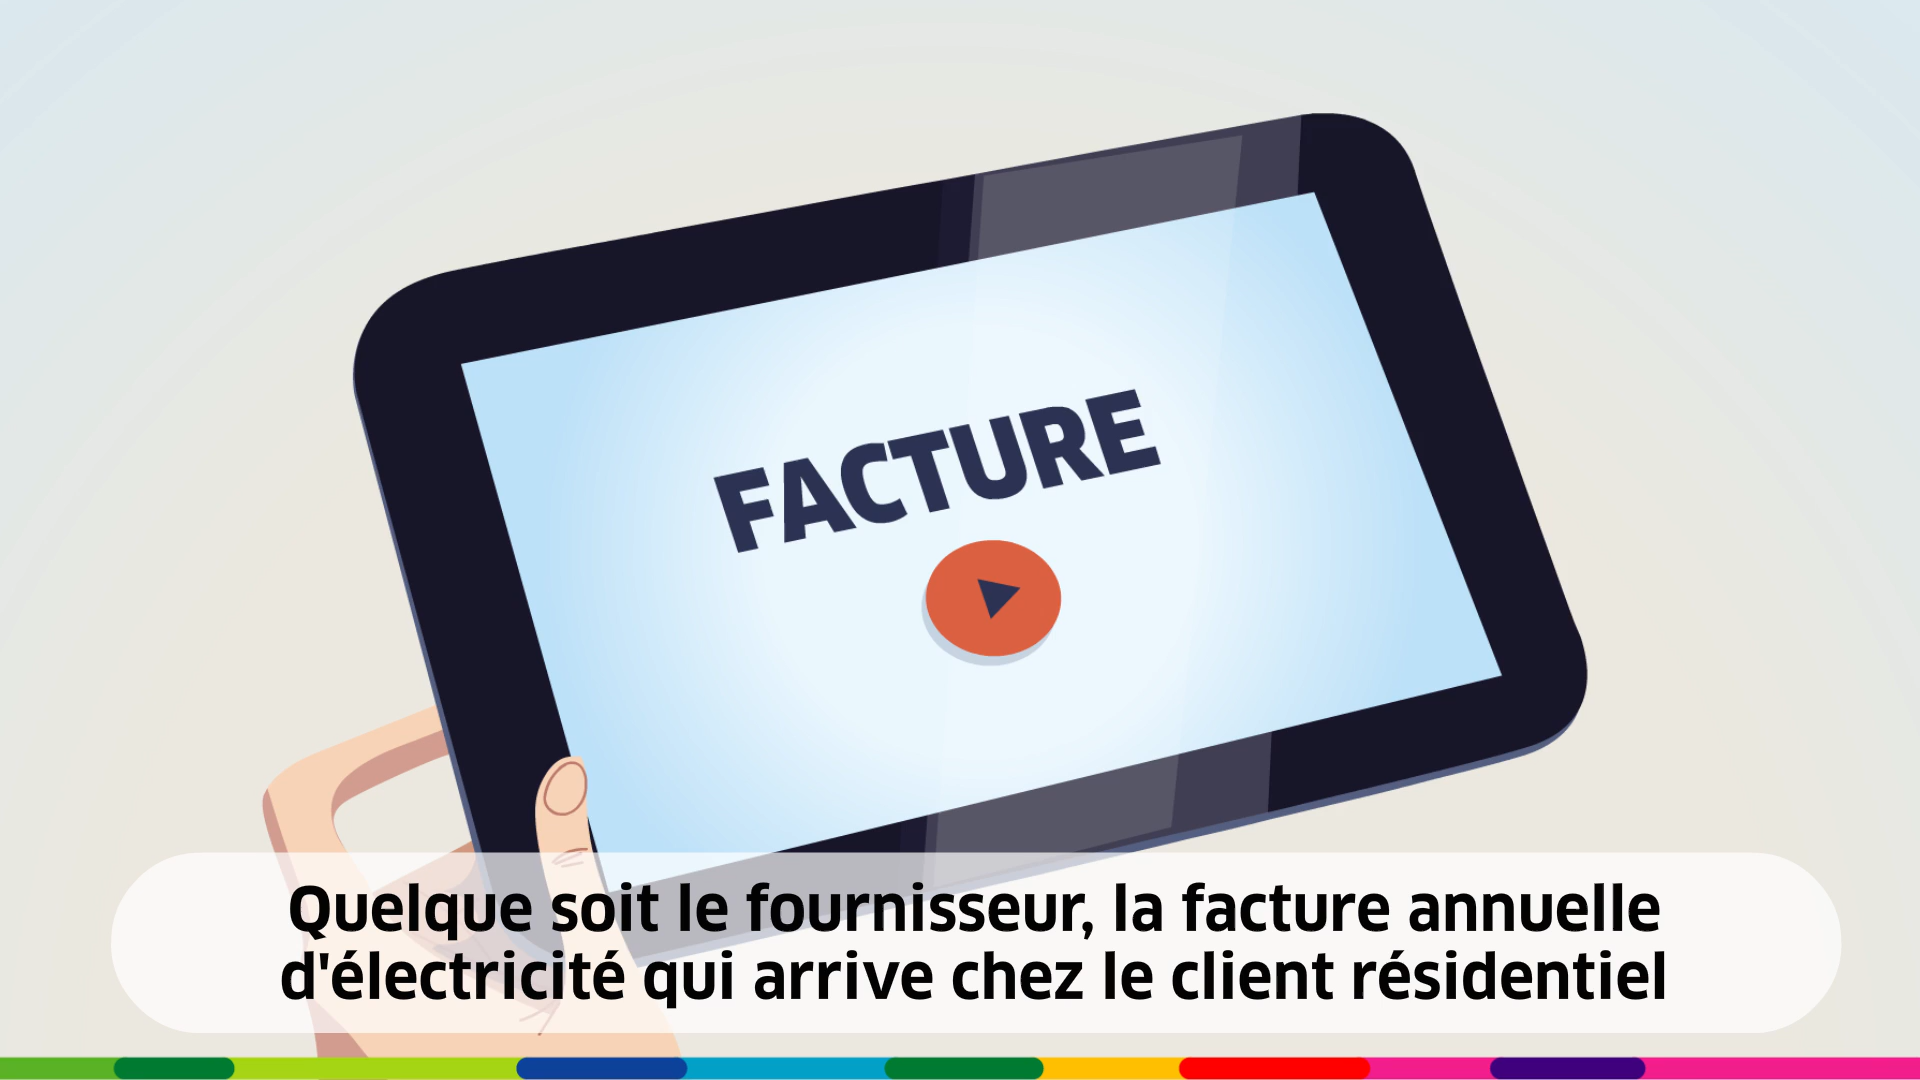 FACTURE
Quelque soit le fournisseur, la facture annuelle
d'électricité qui arrive chez le client résidentiel